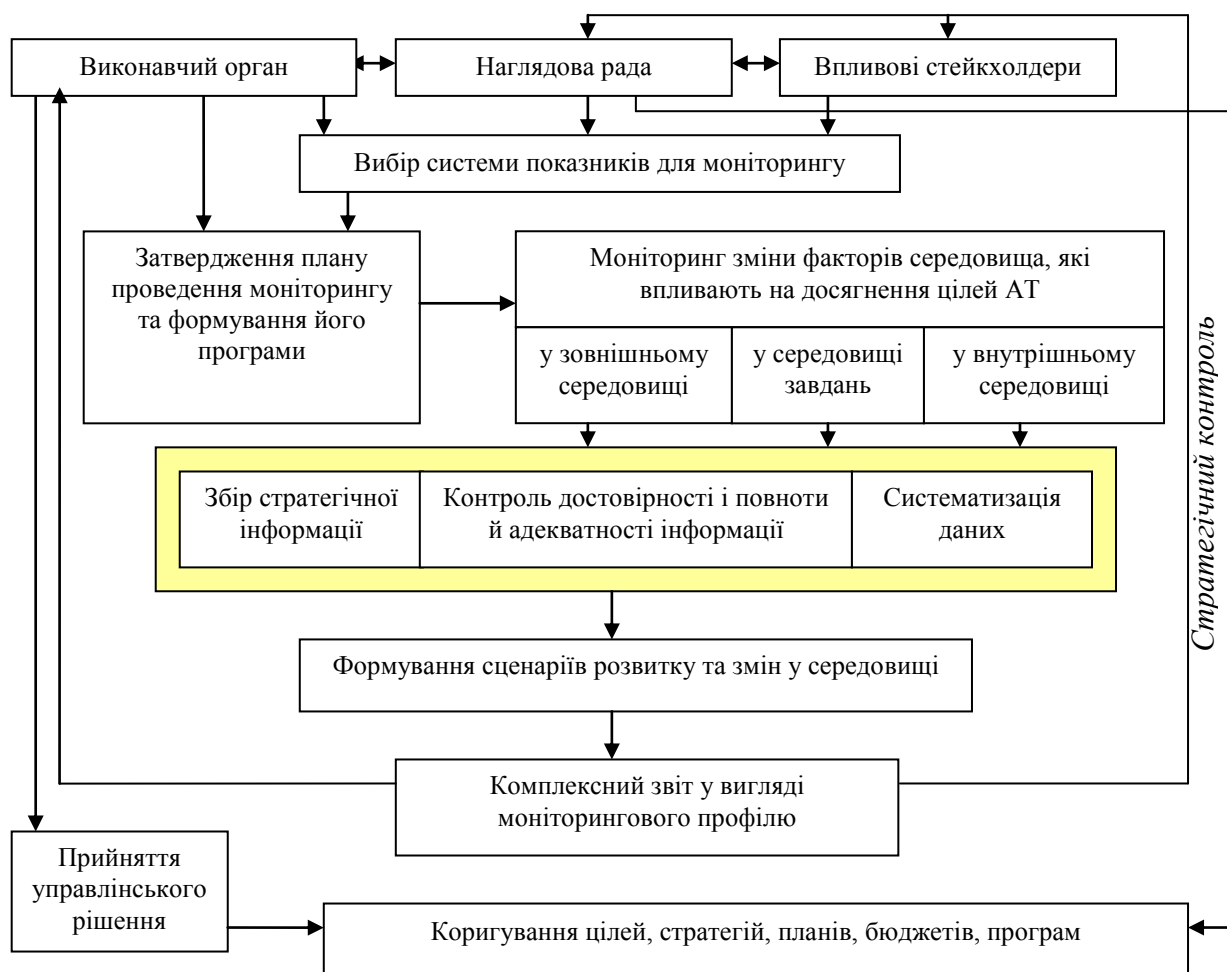 Виконавчий орган
Наглядова рада
Впливові стейкхолдери
Вибір системи показників для моніторингу
Затвердження плану
проведення моніторингу
та формування його
програми
Моніторинг зміни факторів середовища, які
впливають на досягнення цілей АТ
у зовнішньому
середовищі
у середовищі
завдань
у внутрішньому
середовищі
Стратегічний контроль
Збір стратегічної
інформації
Контроль достовірності і повноти
й адекватності інформації
Систематизація
даних
Формування сценаріїв розвитку та змін у середовищі
Комплексний звіт у вигляді
моніторингового профілю
Прийняття
управлінського
рішення
Коригування цілей, стратегій, планів, бюджетів, програм